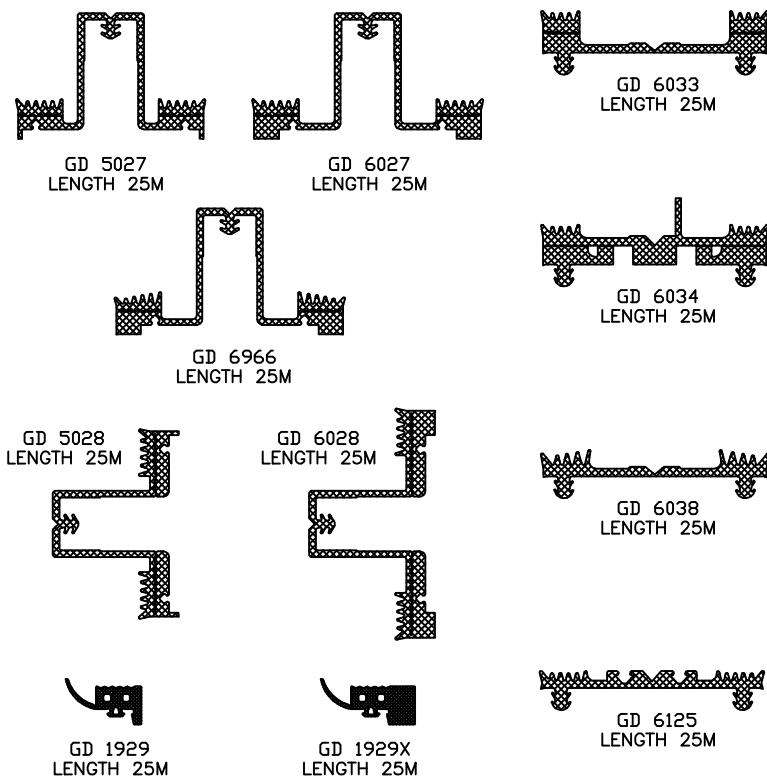 GD 5027
LENGTH 25M
GD 6027
LENGTH 25M
GD 6033
LENGTH 25M
GD 6966
LENGTH 25M
GD 6034
LENGTH 25M
GD 5028
LENGTH 25M
GD 6028
LENGTH 25M
GD 6038
LENGTH 25M
GD 1929
LENGTH 25M
GD 1929X
LENGTH 25M
GD 6125
LENGTH 25M